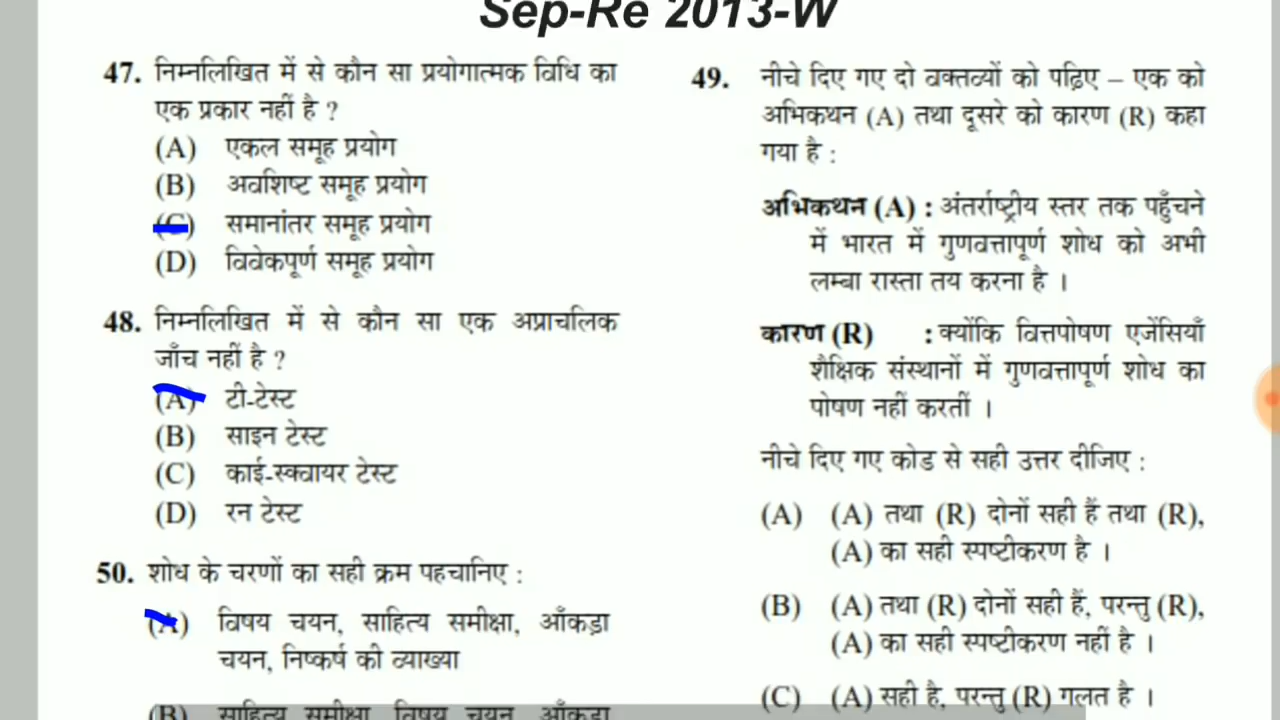 Sep-Re 2013-W
47. निम्नलिखित में से कौन सा प्रयोगात्मक विधि का
एक प्रकार नहीं है ?
(A) एकल समूह प्रयोग
(B) अवशिष्ट समूह प्रयोग
(C) समानांतर समूह प्रयोग
(D) विवेकपूर्ण समूह प्रयोग
48. निम्नलिखित में से कौन सा एक अप्राचलिक
जाँच नहीं है ?
(A) टी-टेस्ट
(B) साइन टेस्ट
(C) काई-स्क्वायर टेस्ट
(D) रन टेस्ट
50. शोध के चरणों का सही क्रम पहचानिए :
(A) विषय चयन, साहित्य समीक्षा, आँकड़ा
चयन, निष्कर्ष की व्याख्या
(B) साहित्य समीक्षा, विषय चयन, आँकड़ा
49. नीचे दिए गए दो वक्तव्यों को पढ़िए – एक को
अभिकथन (A) तथा दूसरे को कारण (R) कहा
गया है :
अभिकथन (A) : अंतर्राष्ट्रीय स्तर तक पहुँचने
में भारत में गुणवत्तापूर्ण शोध को अभी
लम्बा रास्ता तय करना है ।
कारण (R) : क्योंकि वित्तपोषण एजेंसियाँ
शैक्षिक संस्थानों में गुणवत्तापूर्ण शोध का
पोषण नहीं करतीं ।
नीचे दिए गए कोड से सही उत्तर दीजिए :
(A) (A) तथा (R) दोनों सही हैं तथा (R),
(A) का सही स्पष्टीकरण है ।
(B) (A) तथा (R) दोनों सही हैं, परन्तु (R),
(A) का सही स्पष्टीकरण नहीं है ।
(C) (A) सही है, परन्तु (R) गलत है ।